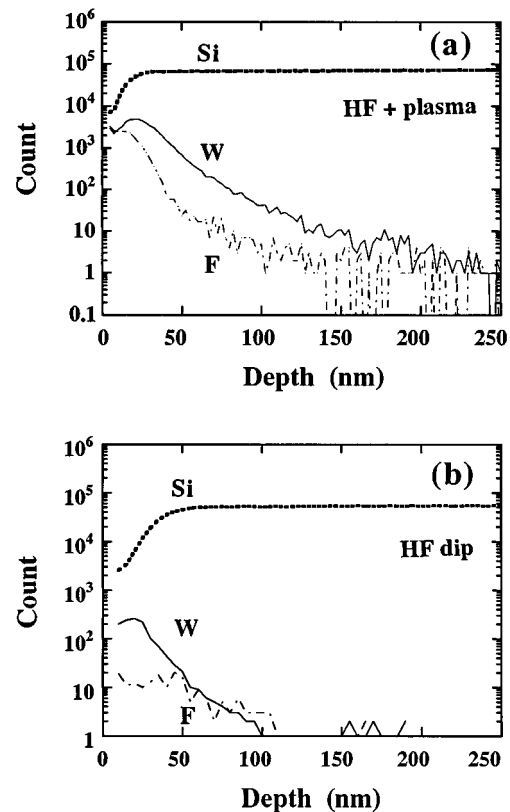 10⁶
(a)
10⁵
Si
10⁴
HF + plasma
10³
W
Count
10²
10
F
1
0.1
0 50 100 150 200 250
Depth (nm)
10⁶
(b)
10⁵
Si
10⁴
HF dip
10³
Count
10²
W
10
F
1
0 50 100 150 200 250
Depth (nm)